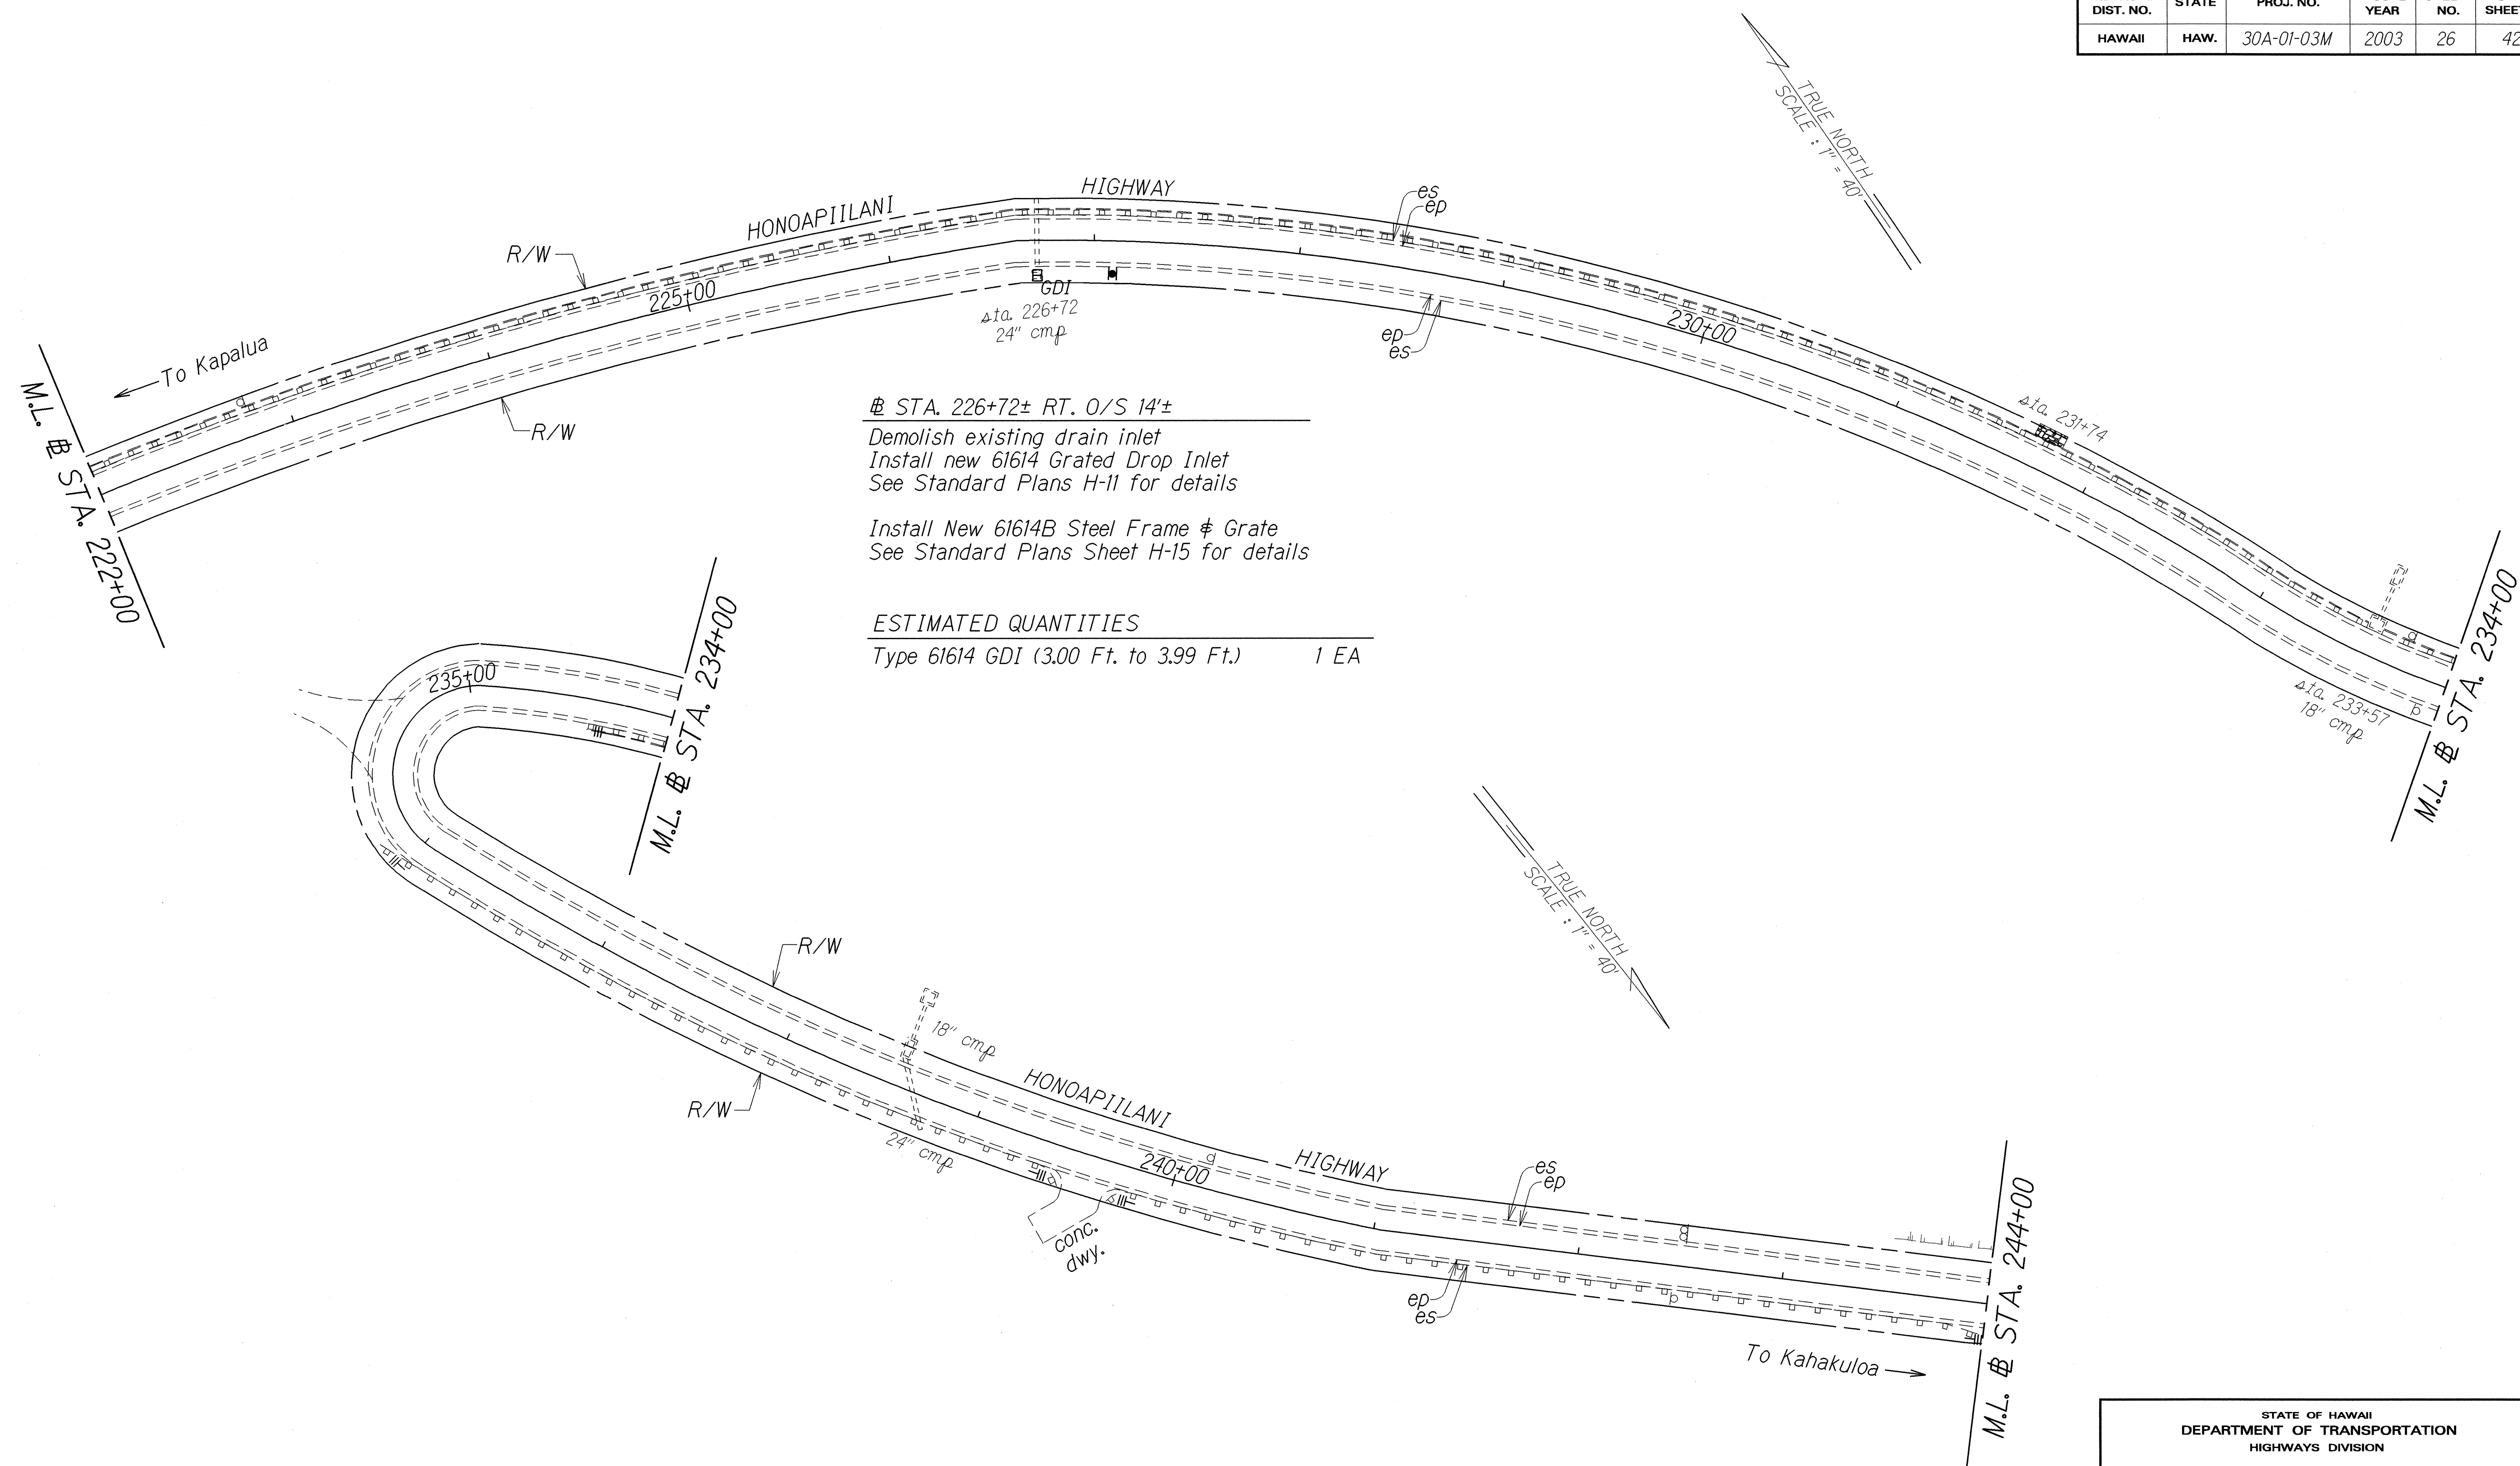 DIST. NO. STATE PROJ. NO. YEAR NO.
HAWAII HAW. 30A-01-03M 2003 26 42
TRUE NORTH
SCALE : 1" = 40'
HONOAPIILANI HIGHWAY
es
ep
R/W
225+00
GDI
sta. 226+72
24" cmp
ep
es
230+00
sta. 231+74
To Kapalua
R/W
M.L. BL STA. 222+00
BL STA. 226+72± RT. O/S 14'±
Demolish existing drain inlet
Install new 61614 Grated Drop Inlet
See Standard Plans H-11 for details
Install New 61614B Steel Frame & Grate
See Standard Plans Sheet H-15 for details
ESTIMATED QUANTITIES
Type 61614 GDI (3.00 Ft. to 3.99 Ft.) 1 EA
sta. 233+57
18" cmp
M.L. BL STA. 234+00
M.L. BL STA. 234+00
235+00
TRUE NORTH
SCALE : 1" = 40'
R/W
18" cmp
R/W
HONOAPIILANI HIGHWAY
24" cmp
240+00
es
ep
conc.
dwy.
ep
es
To Kahakuloa
M.L. BL STA. 244+00
STATE OF HAWAII
DEPARTMENT OF TRANSPORTATION
HIGHWAYS DIVISION